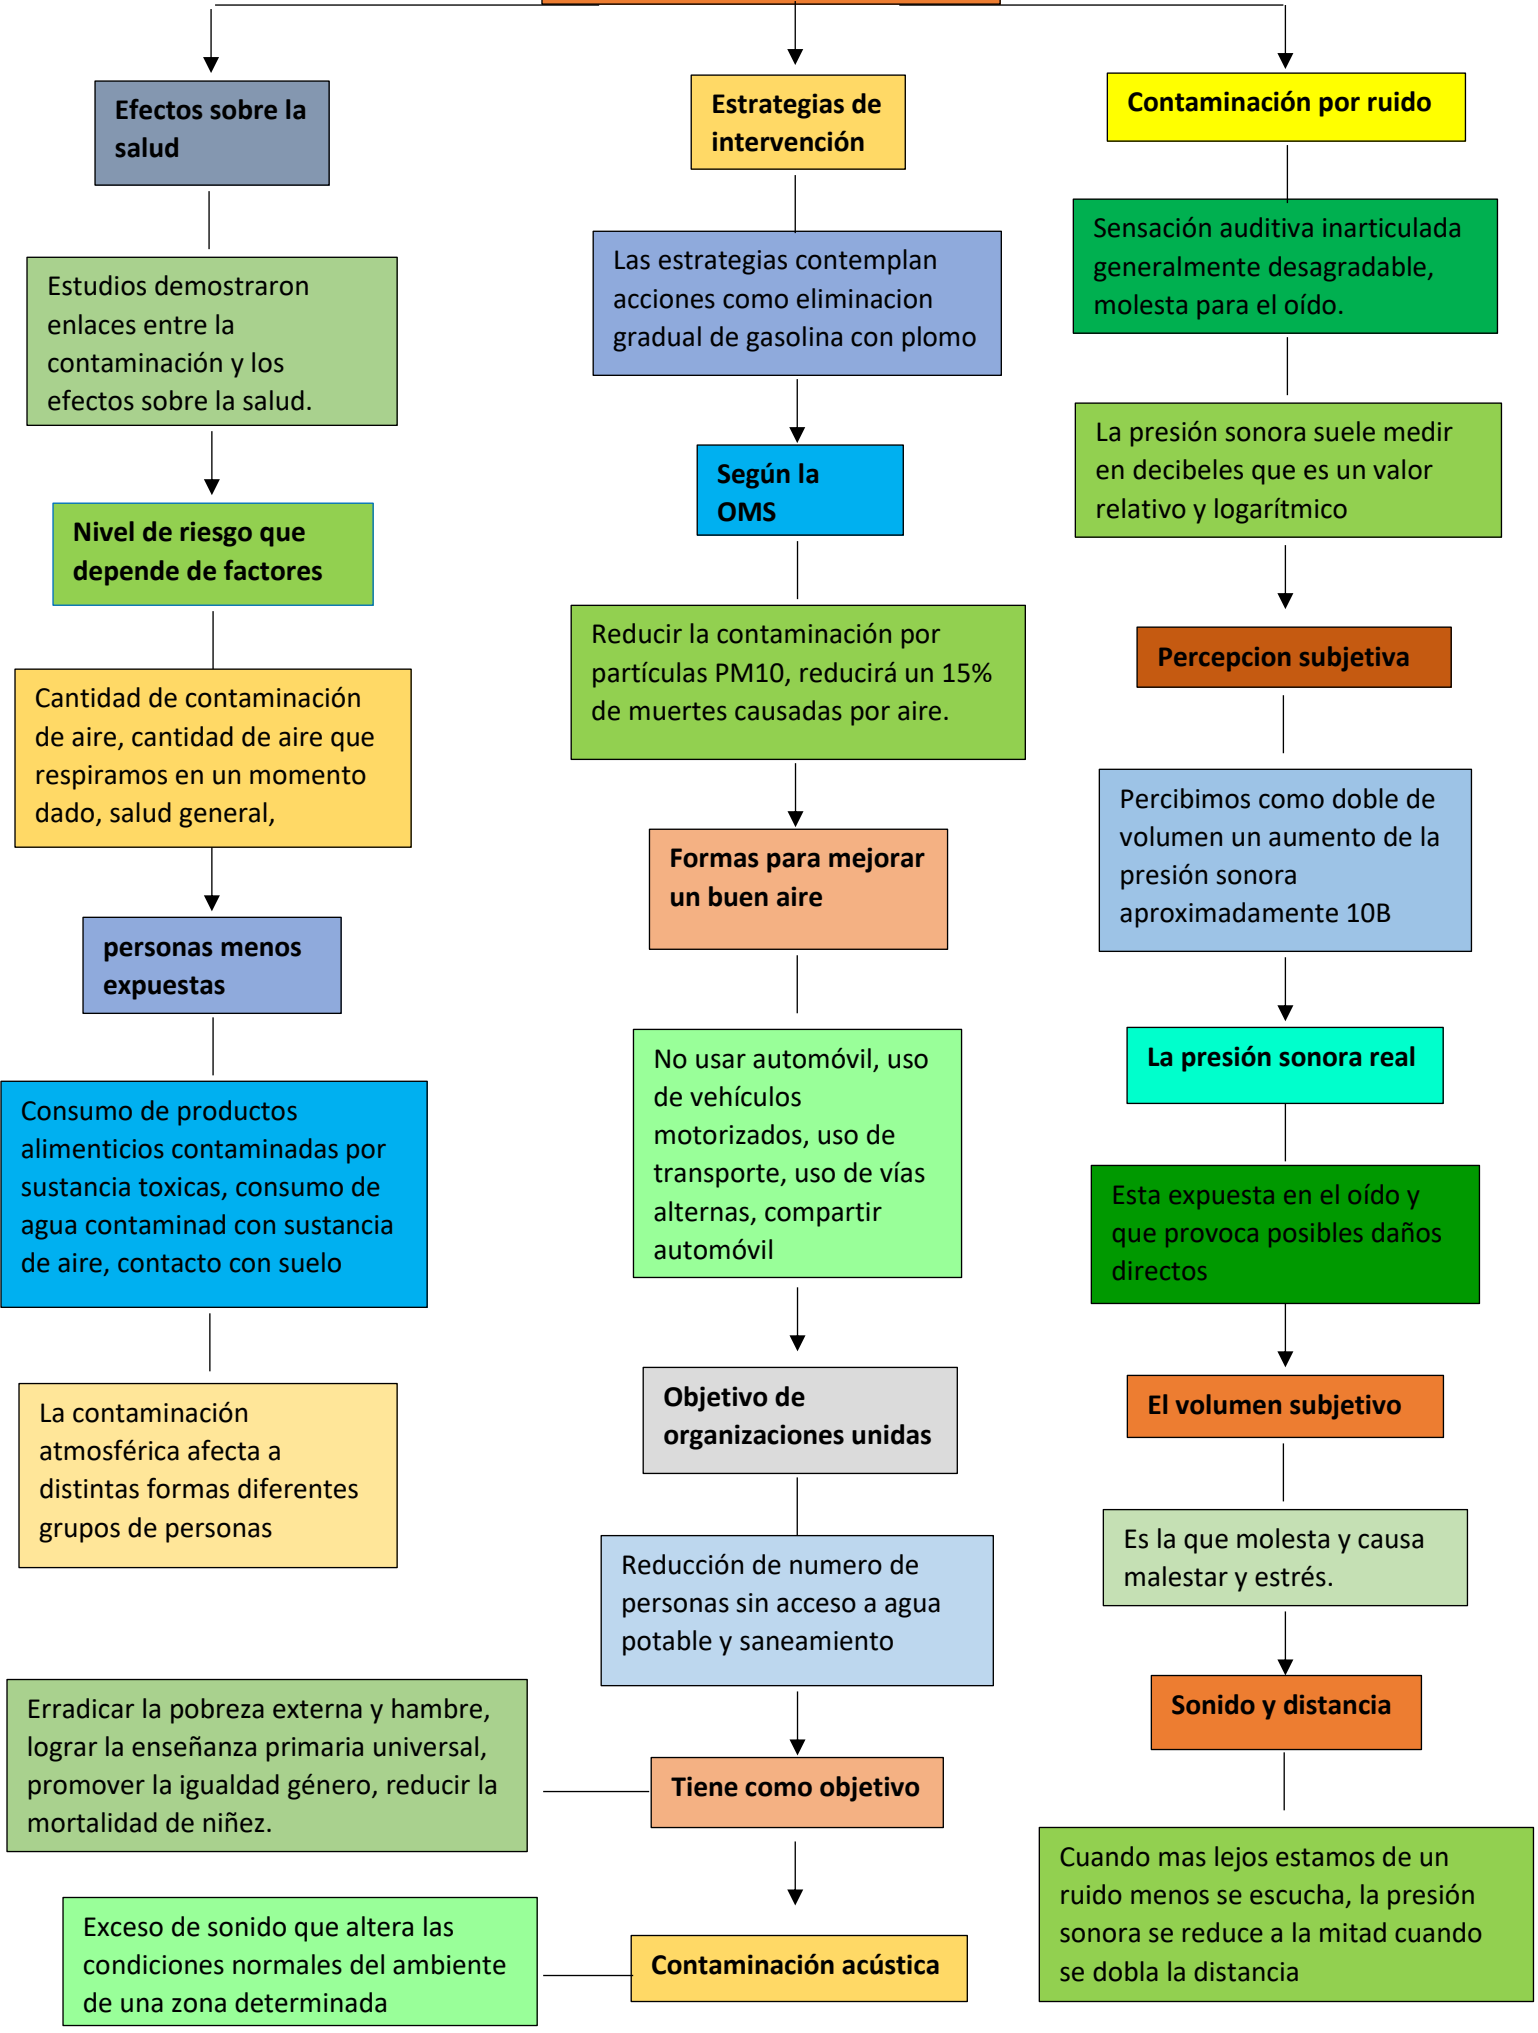 Efectos sobre la
salud
Estudios demostraron
enlaces entre la
contaminación y los
efectos sobre la salud.
Nivel de riesgo que
depende de factores
Cantidad de contaminación
de aire, cantidad de aire que
respiramos en un momento
dado, salud general,
personas menos
expuestas
Consumo de productos
alimenticios contaminadas por
sustancia toxicas, consumo de
agua contaminad con sustancia
de aire, contacto con suelo
La contaminación
atmosférica afecta a
distintas formas diferentes
grupos de personas
Estrategias de
intervención
Las estrategias contemplan
acciones como eliminacion
gradual de gasolina con plomo
Según la
OMS
Reducir la contaminación por
partículas PM10, reducirá un 15%
de muertes causadas por aire.
Formas para mejorar
un buen aire
No usar automóvil, uso
de vehículos
motorizados, uso de
transporte, uso de vías
alternas, compartir
automóvil
Objetivo de
organizaciones unidas
Reducción de numero de
personas sin acceso a agua
potable y saneamiento
Tiene como objetivo
Erradicar la pobreza externa y hambre,
lograr la enseñanza primaria universal,
promover la igualdad género, reducir la
mortalidad de niñez.
Contaminación acústica
Exceso de sonido que altera las
condiciones normales del ambiente
de una zona determinada
Contaminación por ruido
Sensación auditiva inarticulada
generalmente desagradable,
molesta para el oído.
La presión sonora suele medir
en decibeles que es un valor
relativo y logarítmico
Percepcion subjetiva
Percibimos como doble de
volumen un aumento de la
presión sonora
aproximadamente 10B
La presión sonora real
Esta expuesta en el oído y
que provoca posibles daños
directos
El volumen subjetivo
Es la que molesta y causa
malestar y estrés.
Sonido y distancia
Cuando mas lejos estamos de un
ruido menos se escucha, la presión
sonora se reduce a la mitad cuando
se dobla la distancia